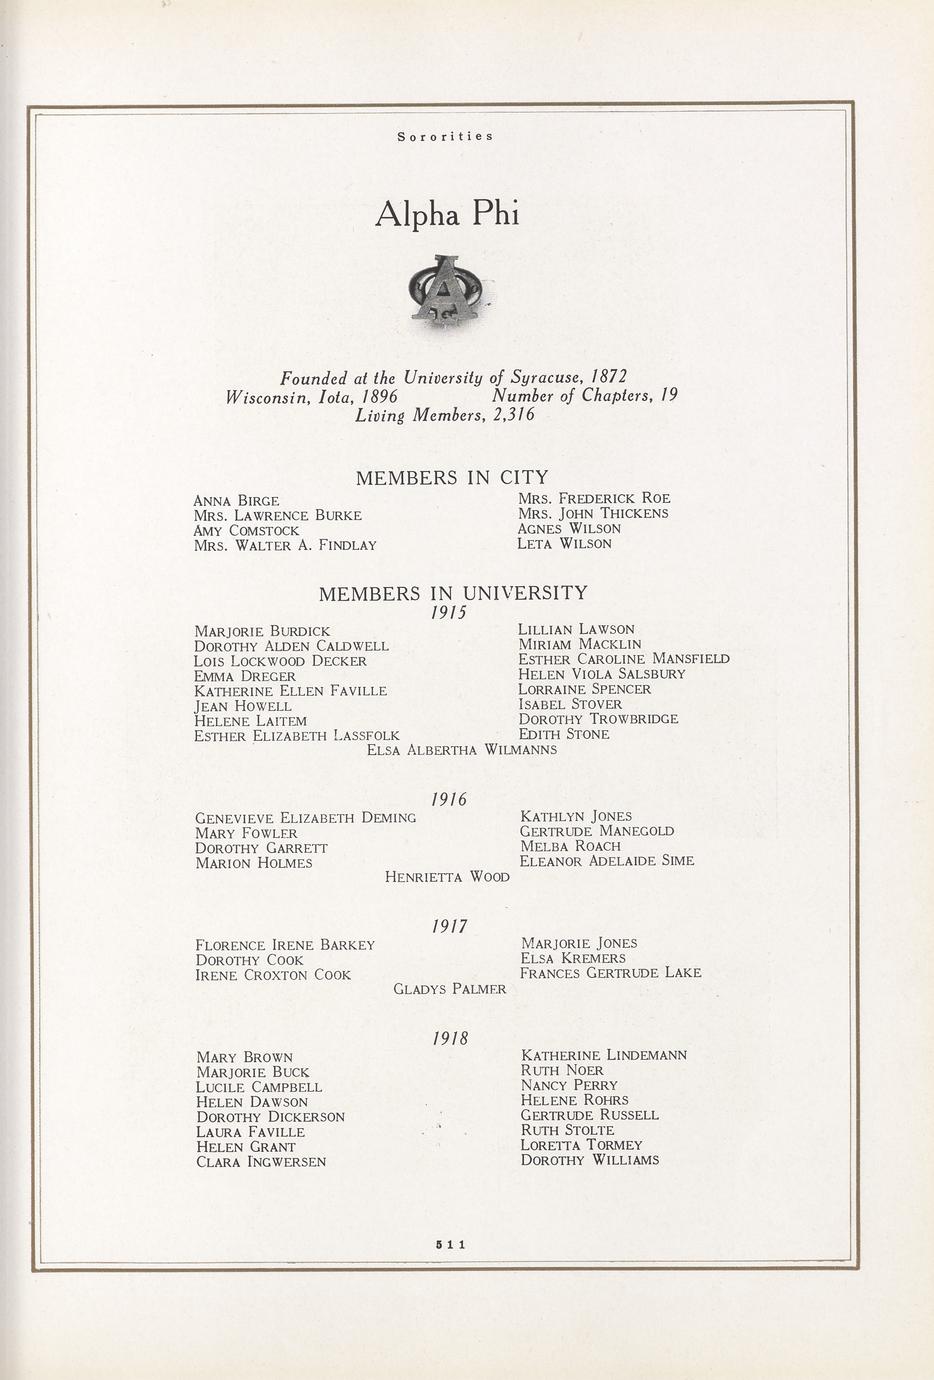 Sororities
Alpha Phi
Founded at the University of Syracuse, 1872
Wisconsin, Iota, 1896 Number of Chapters, 19
Living Members, 2,316
MEMBERS IN CITY
ANNA BIRGE
MRS. LAWRENCE BURKE
AMY COMSTOCK
MRS. WALTER A. FINDLAY
MRS. FREDERICK ROE
MRS. JOHN THICKENS
AGNES WILSON
LETA WILSON
MEMBERS IN UNIVERSITY
1915
MARJORIE BURDICK
DOROTHY ALDEN CALDWELL
LOIS LOCKWOOD DECKER
EMMA DREGER
KATHERINE ELLEN FAVILLE
JEAN HOWELL
HELENE LAITEM
ESTHER ELIZABETH LASSFOLK
LILLIAN LAWSON
MIRIAM MACKLIN
ESTHER CAROLINE MANSFIELD
HELEN VIOLA SALSBURY
LORRAINE SPENCER
ISABEL STOVER
DOROTHY TROWBRIDGE
EDITH STONE
ELSA ALBERTHA WILMANNS
1916
GENEVIEVE ELIZABETH DEMING
MARY FOWLER
DOROTHY GARRETT
MARION HOLMES
KATHLYN JONES
GERTRUDE MANEGOLD
MELBA ROACH
ELEANOR ADELAIDE SIME
HENRIETTA WOOD
1917
FLORENCE IRENE BARKEY
DOROTHY COOK
IRENE CROXTON COOK
MARJORIE JONES
ELSA KREMERS
FRANCES GERTRUDE LAKE
GLADYS PALMER
1918
MARY BROWN
MARJORIE BUCK
LUCILE CAMPBELL
HELEN DAWSON
DOROTHY DICKERSON
LAURA FAVILLE
HELEN GRANT
CLARA INGWERSEN
KATHERINE LINDEMANN
RUTH NOER
NANCY PERRY
HELENE ROHRS
GERTRUDE RUSSELL
RUTH STOLTE
LORETTA TORMEY
DOROTHY WILLIAMS
511